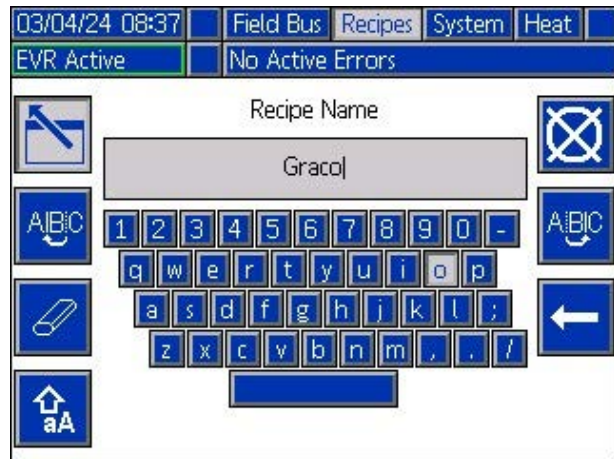 03/04/24 08:37 Field Bus Recipes System Heat
EVR Active No Active Errors
Recipe Name
Graco
ABC ABC
1 2 3 4 5 6 7 8 9 0 -
q w e r t y u i o p
a s d f g h j k l ;
z x c v b n m , . /
aA